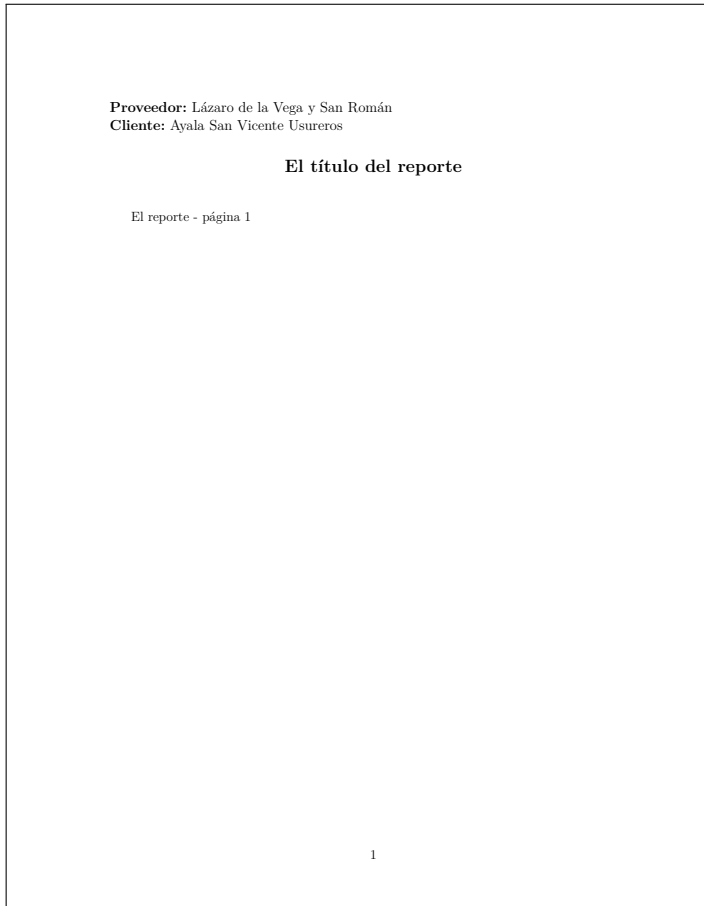 Proveedor: Lázaro de la Vega y San Román
Cliente: Ayala San Vicente Usureros
El título del reporte
El reporte - página 1
1